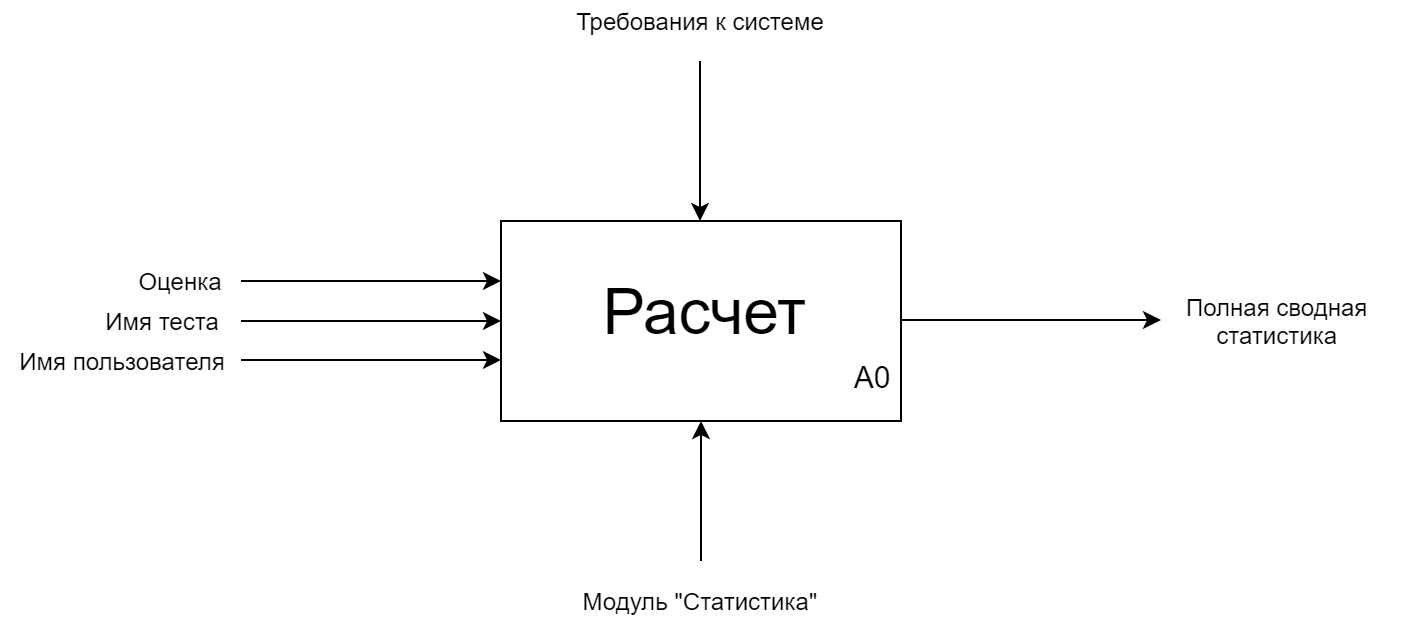 Требования к системе
Оценка
Имя теста
Имя пользователя
Расчет
A0
Полная сводная
статистика
Модуль "Статистика"